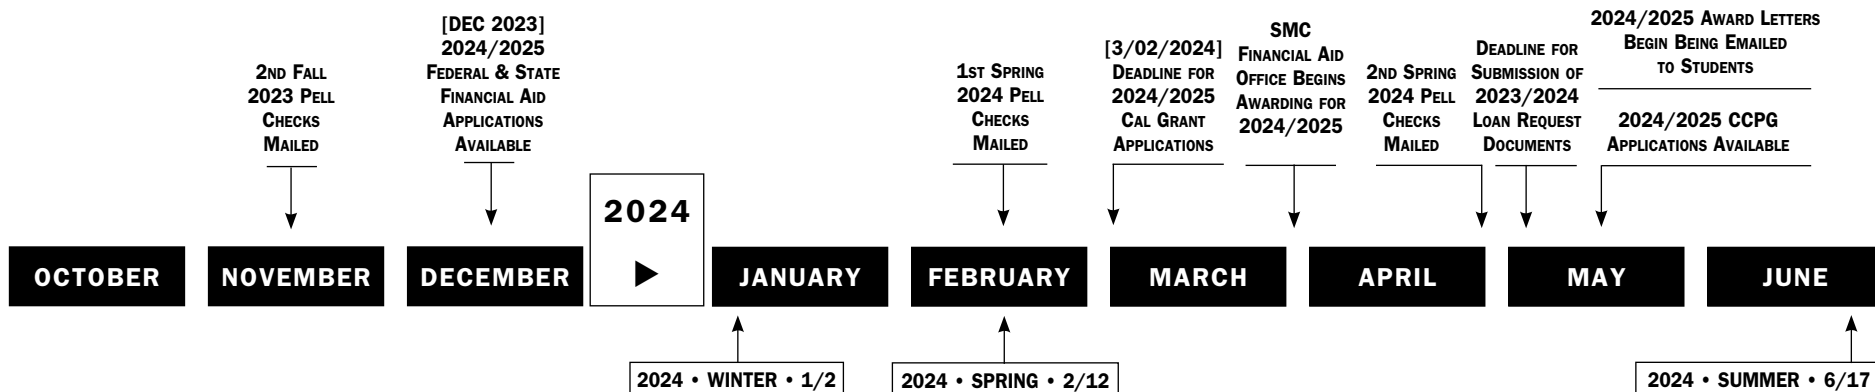 2ND FALL
2023 PELL
CHECKS
MAILED
[DEC 2023]
2024/2025
FEDERAL & STATE
FINANCIAL AID
APPLICATIONS
AVAILABLE
1ST SPRING
2024 PELL
CHECKS
MAILED
[3/02/2024]
DEADLINE FOR
2024/2025
CAL GRANT
APPLICATIONS
SMC
FINANCIAL AID
OFFICE BEGINS
AWARDING FOR
2024/2025
2ND SPRING
2024 PELL
CHECKS
MAILED
DEADLINE FOR
SUBMISSION OF
2023/2024
LOAN REQUEST
DOCUMENTS
2024/2025 AWARD LETTERS
BEGIN BEING EMAILED
TO STUDENTS
2024/2025 CCPG
APPLICATIONS AVAILABLE
OCTOBER
NOVEMBER
DECEMBER
2024
JANUARY
FEBRUARY
MARCH
APRIL
MAY
JUNE
2024 • WINTER • 1/2
2024 • SPRING • 2/12
2024 • SUMMER • 6/17